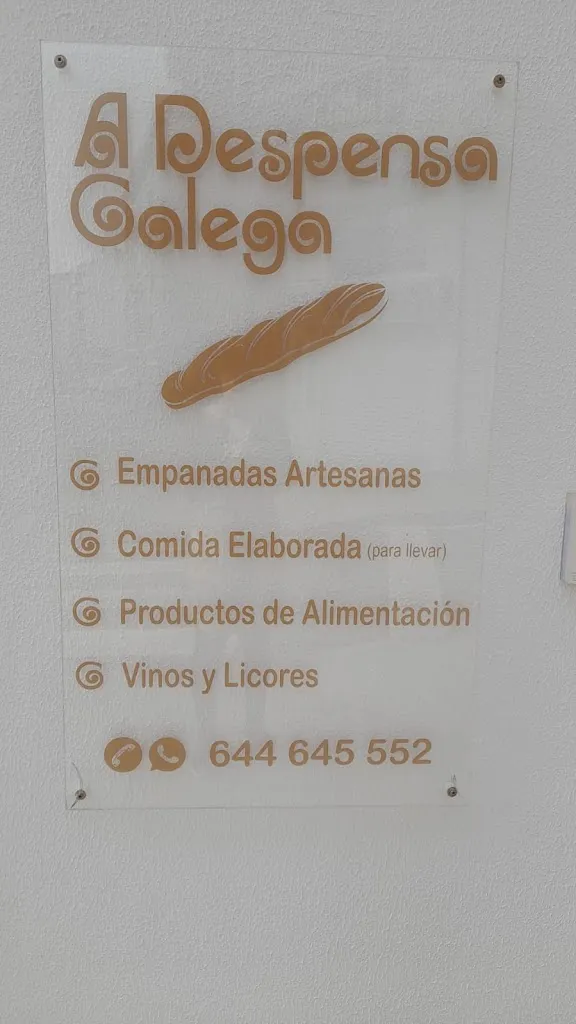 A Despensa
Galega
Empanadas Artesanas
Comida Elaborada (para llevar)
Productos de Alimentación
Vinos y Licores
644 645 552